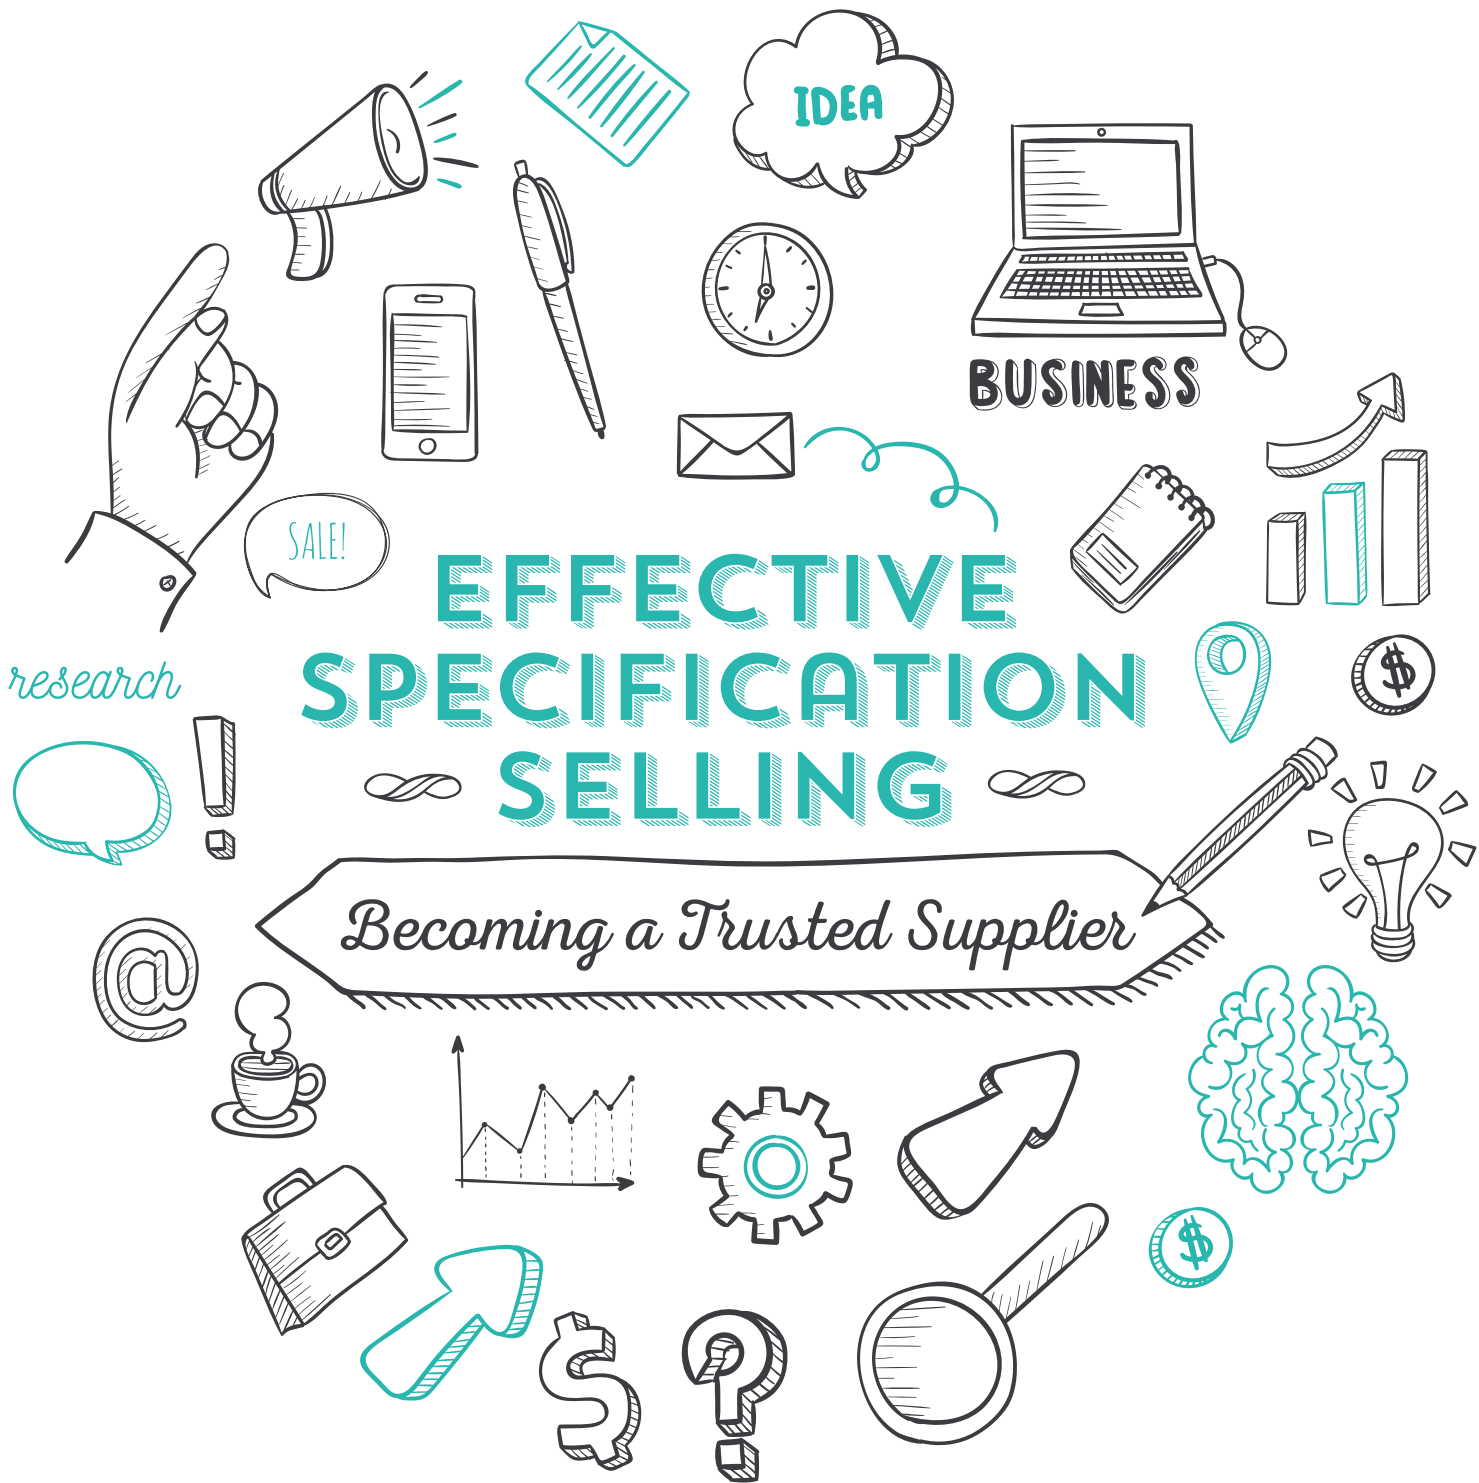 IDEA
BUSINESS
SALE!
EFFECTIVE
SPECIFICATION
SELLING
research
$
Becoming a Trusted Supplier
@
$
$